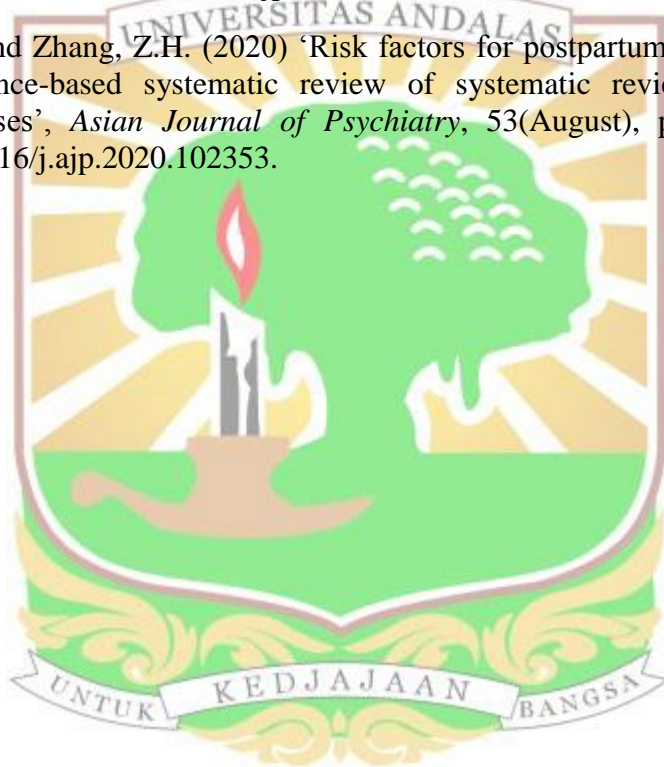 UNIVERSITAS ANDALAS
nd Zhang, Z.H. (2020) ‘Risk factors for postpartum
nce-based systematic review of systematic revie
ses’, Asian Journal of Psychiatry, 53(August), p
16/j.ajp.2020.102353.
UNTUK KEDJAJAAN BANGSA